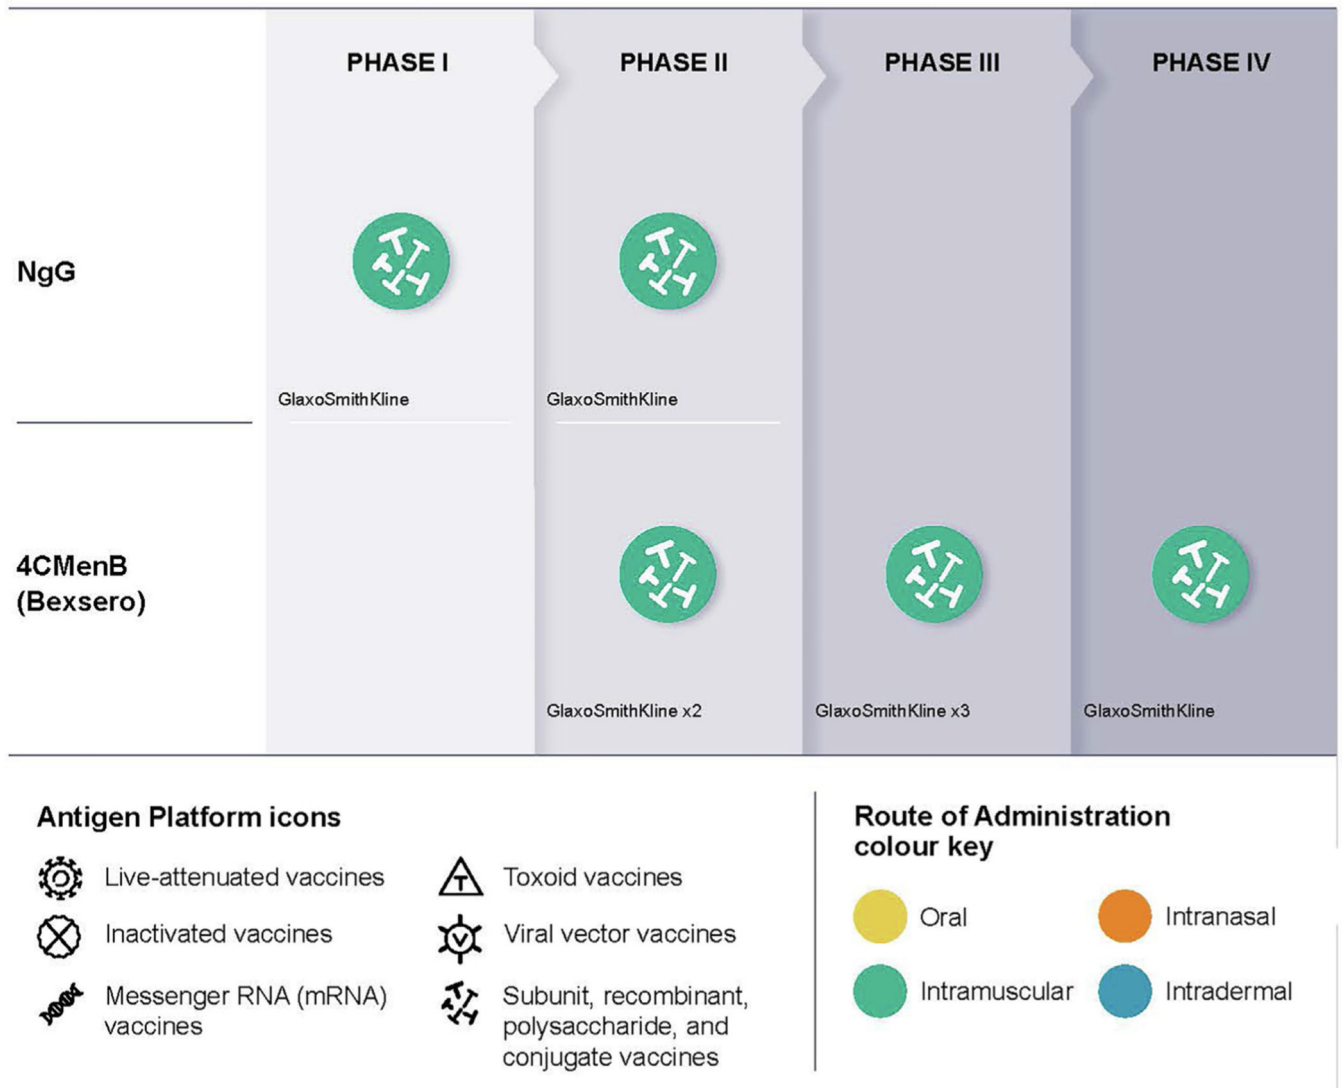 PHASE I
PHASE II
PHASE III
PHASE IV
NgG
GlaxoSmithKline
GlaxoSmithKline
4CMenB
(Bexsero)
GlaxoSmithKline x2
GlaxoSmithKline x3
GlaxoSmithKline
Antigen Platform icons
Live-attenuated vaccines
Inactivated vaccines
Messenger RNA (mRNA)
vaccines
T
Toxoid vaccines
V
Viral vector vaccines
Subunit, recombinant,
polysaccharide, and
conjugate vaccines
Route of Administration
colour key
Oral
Intranasal
Intramuscular
Intradermal